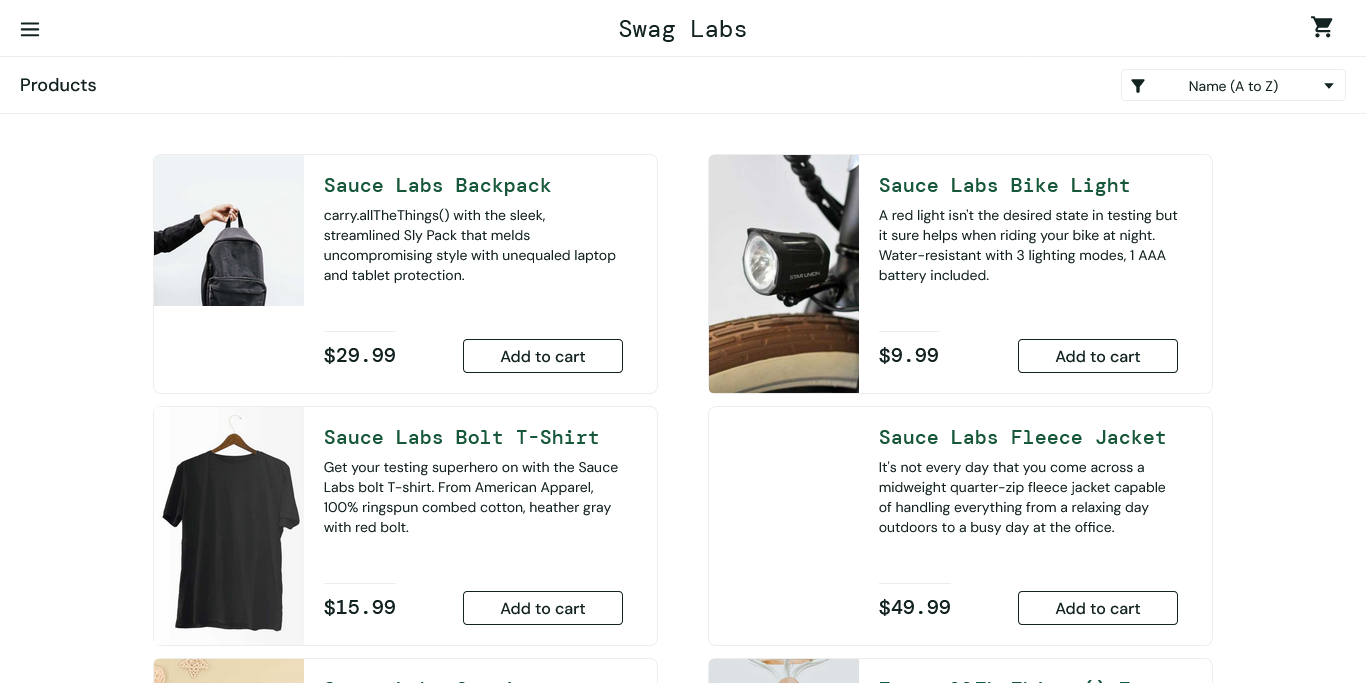 Swag Labs
Products
Name (A to Z)
Sauce Labs Backpack
carry.allTheThings() with the sleek,
streamlined Sly Pack that melds
uncompromising style with unequaled laptop
and tablet protection.
$29.99
Add to cart
Sauce Labs Bike Light
A red light isn't the desired state in testing but
it sure helps when riding your bike at night.
Water-resistant with 3 lighting modes, 1 AAA
battery included.
STAR UNION
$9.99
Add to cart
Sauce Labs Bolt T-Shirt
Get your testing superhero on with the Sauce
Labs bolt T-shirt. From American Apparel,
100% ringspun combed cotton, heather gray
with red bolt.
$15.99
Add to cart
Sauce Labs Fleece Jacket
It's not every day that you come across a
midweight quarter-zip fleece jacket capable
of handling everything from a relaxing day
outdoors to a busy day at the office.
$49.99
Add to cart